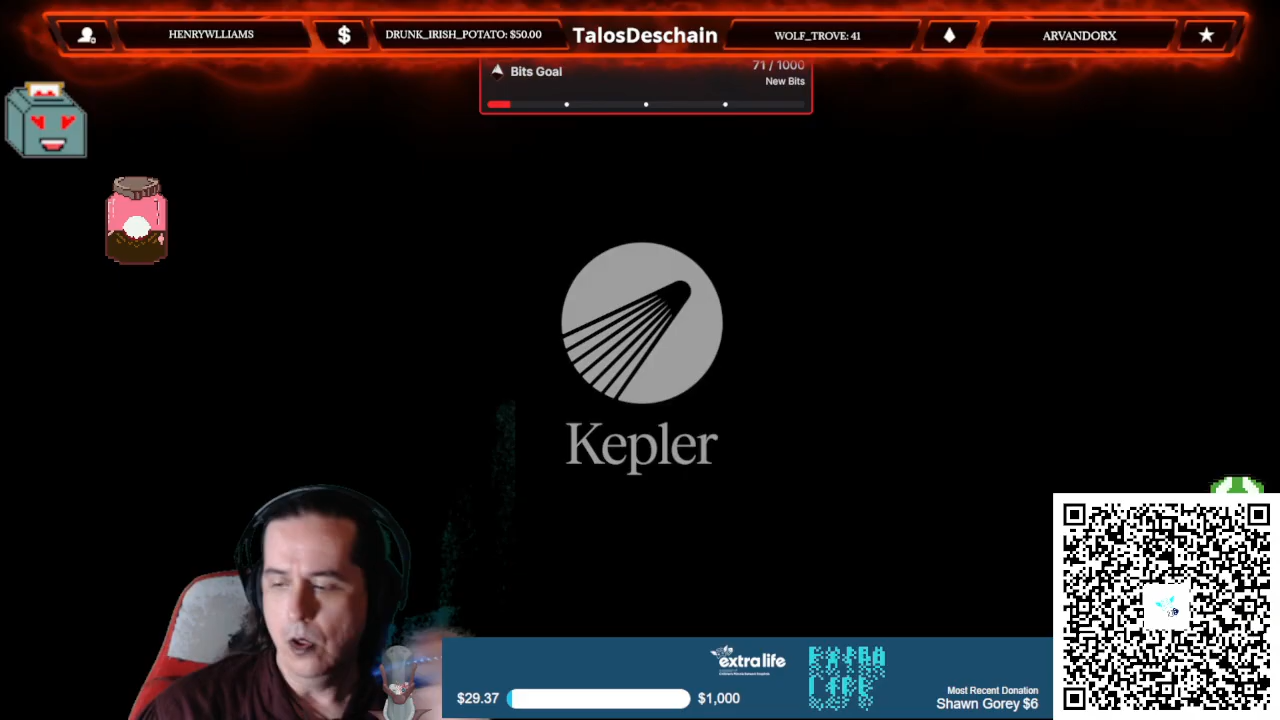 HENRYWLLIAMS
$
DRUNK_IRISH_POTATO: $50.00
TalosDeschain
WOLF_TROVE: 41
ARVANDORX
Bits Goal
71 / 1000
New Bits
Kepler
extralife
EXTRA
LIFE
$29.37
$1,000
Most Recent Donation
Shawn Gorey $6